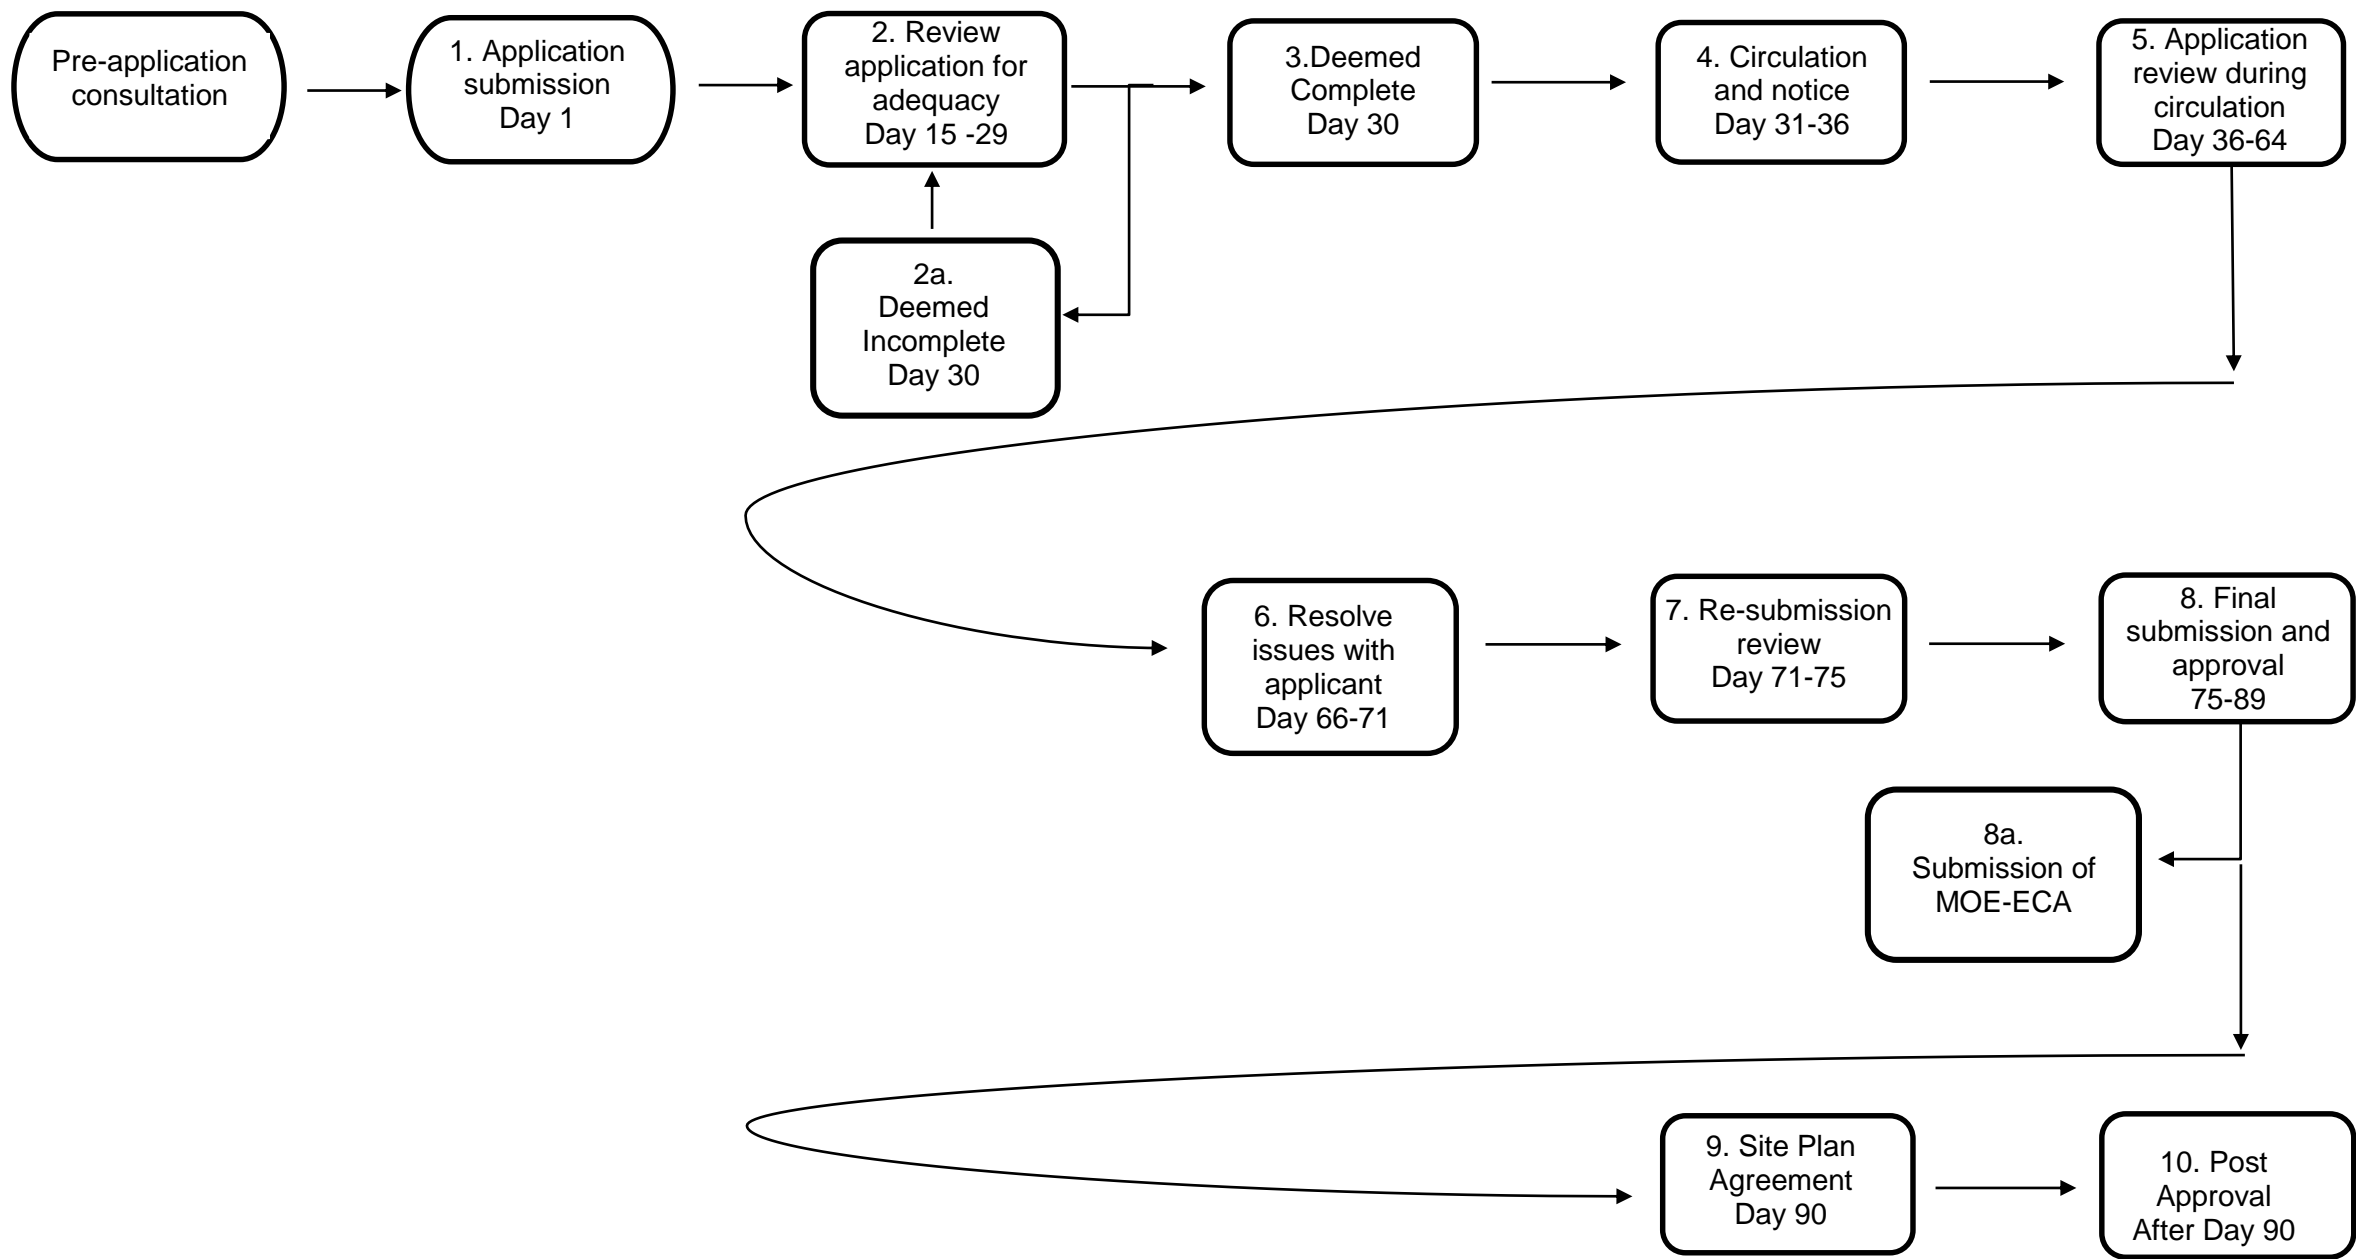 Pre-application
consultation
1. Application
submission
Day 1
2. Review
application for
adequacy
Day 15 -29
3.Deemed
Complete
Day 30
4. Circulation
and notice
Day 31-36
5. Application
review during
circulation
Day 36-64
2a.
Deemed
Incomplete
Day 30
6. Resolve
issues with
applicant
Day 66-71
7. Re-submission
review
Day 71-75
8. Final
submission and
approval
75-89
8a.
Submission of
MOE-ECA
9. Site Plan
Agreement
Day 90
10. Post
Approval
After Day 90